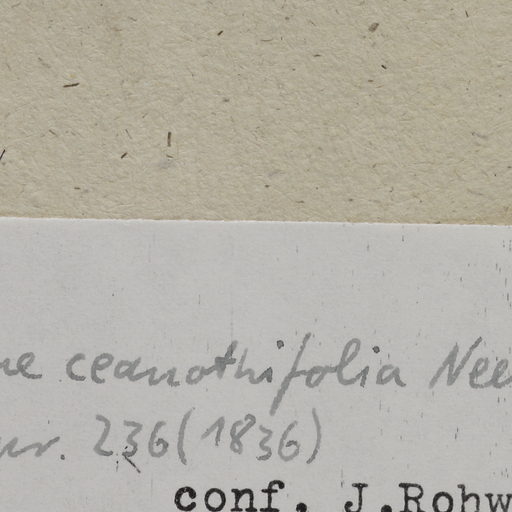 ne ceanothifolia Nee
ur. 236 (1836)
conf. J.Rohw